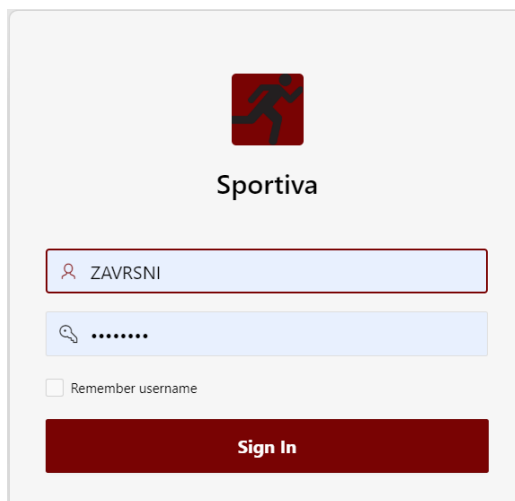 Sportiva
ZAVRSNI
••••••••
Remember username
Sign In